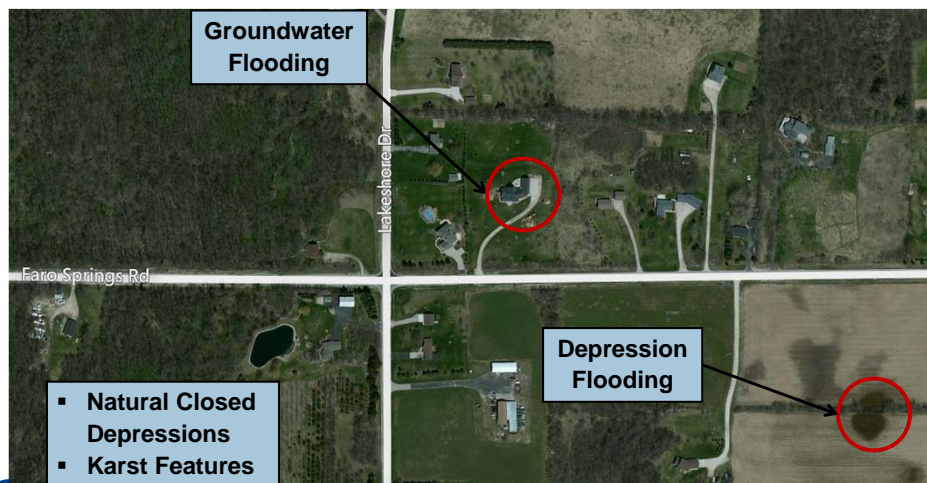 Groundwater
Flooding
Lakeshore Dr
Faro Springs Rd
Depression
Flooding
▪ Natural Closed
Depressions
▪ Karst Features